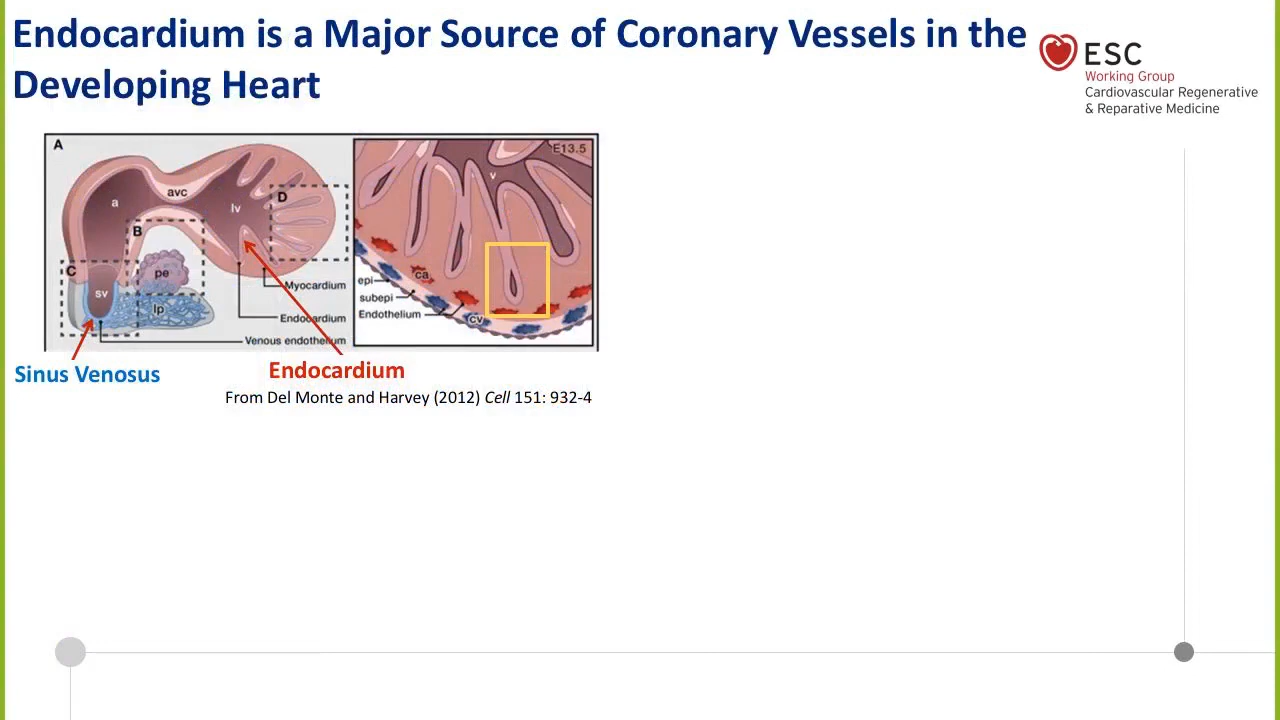 Endocardium is a Major Source of Coronary Vessels in the
Developing Heart
ESC
Working Group
Cardiovascular Regenerative
& Reparative Medicine
A
a
avc
lv
D
B
C
pe
sv
lp
Myocardium
Endocardium
Venous endothelium
E13.5
v
ca
epi
subepi
Endothelium
cv
Sinus Venosus
Endocardium
From Del Monte and Harvey (2012) Cell 151: 932-4